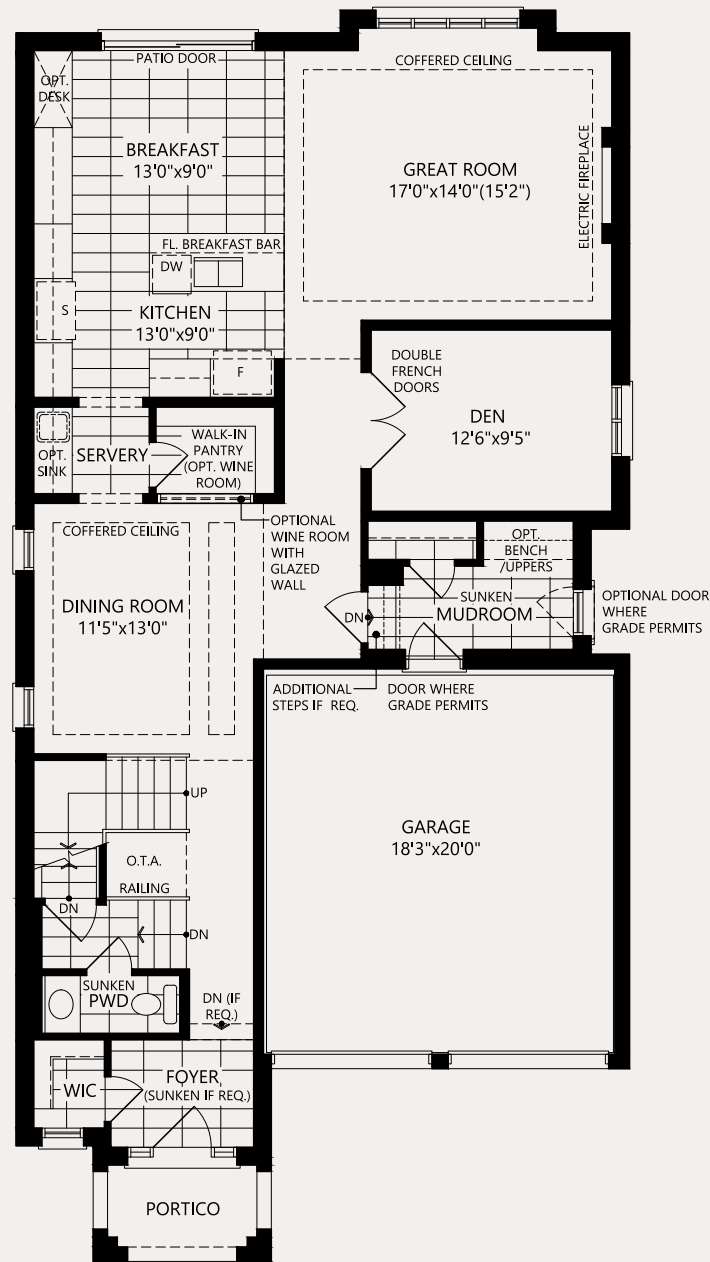 PATIO DOOR
COFFERED CEILING
OPT.
DESK
BREAKFAST
13'0"x9'0"
GREAT ROOM
17'0"x14'0"(15'2")
ELECTRIC FIREPLACE
FL. BREAKFAST BAR
DW
S
KITCHEN
13'0"x9'0"
F
DOUBLE
FRENCH
DOORS
DEN
12'6"x9'5"
OPT.
SINK
SERVERY
WALK-IN
PANTRY
(OPT. WINE
ROOM)
OPTIONAL
WINE ROOM
WITH
GLAZED
WALL
COFFERED CEILING
OPT.
BENCH
/UPPERS
DINING ROOM
11'5"x13'0"
DN
SUNKEN
MUDROOM
OPTIONAL DOOR
WHERE
GRADE PERMITS
ADDITIONAL
STEPS IF REQ.
DOOR WHERE
GRADE PERMITS
UP
GARAGE
18'3"x20'0"
O.T.A.
RAILING
DN
DN
SUNKEN
PWD
DN (IF
REQ.)
WIC
FOYER
(SUNKEN IF REQ.)
PORTICO